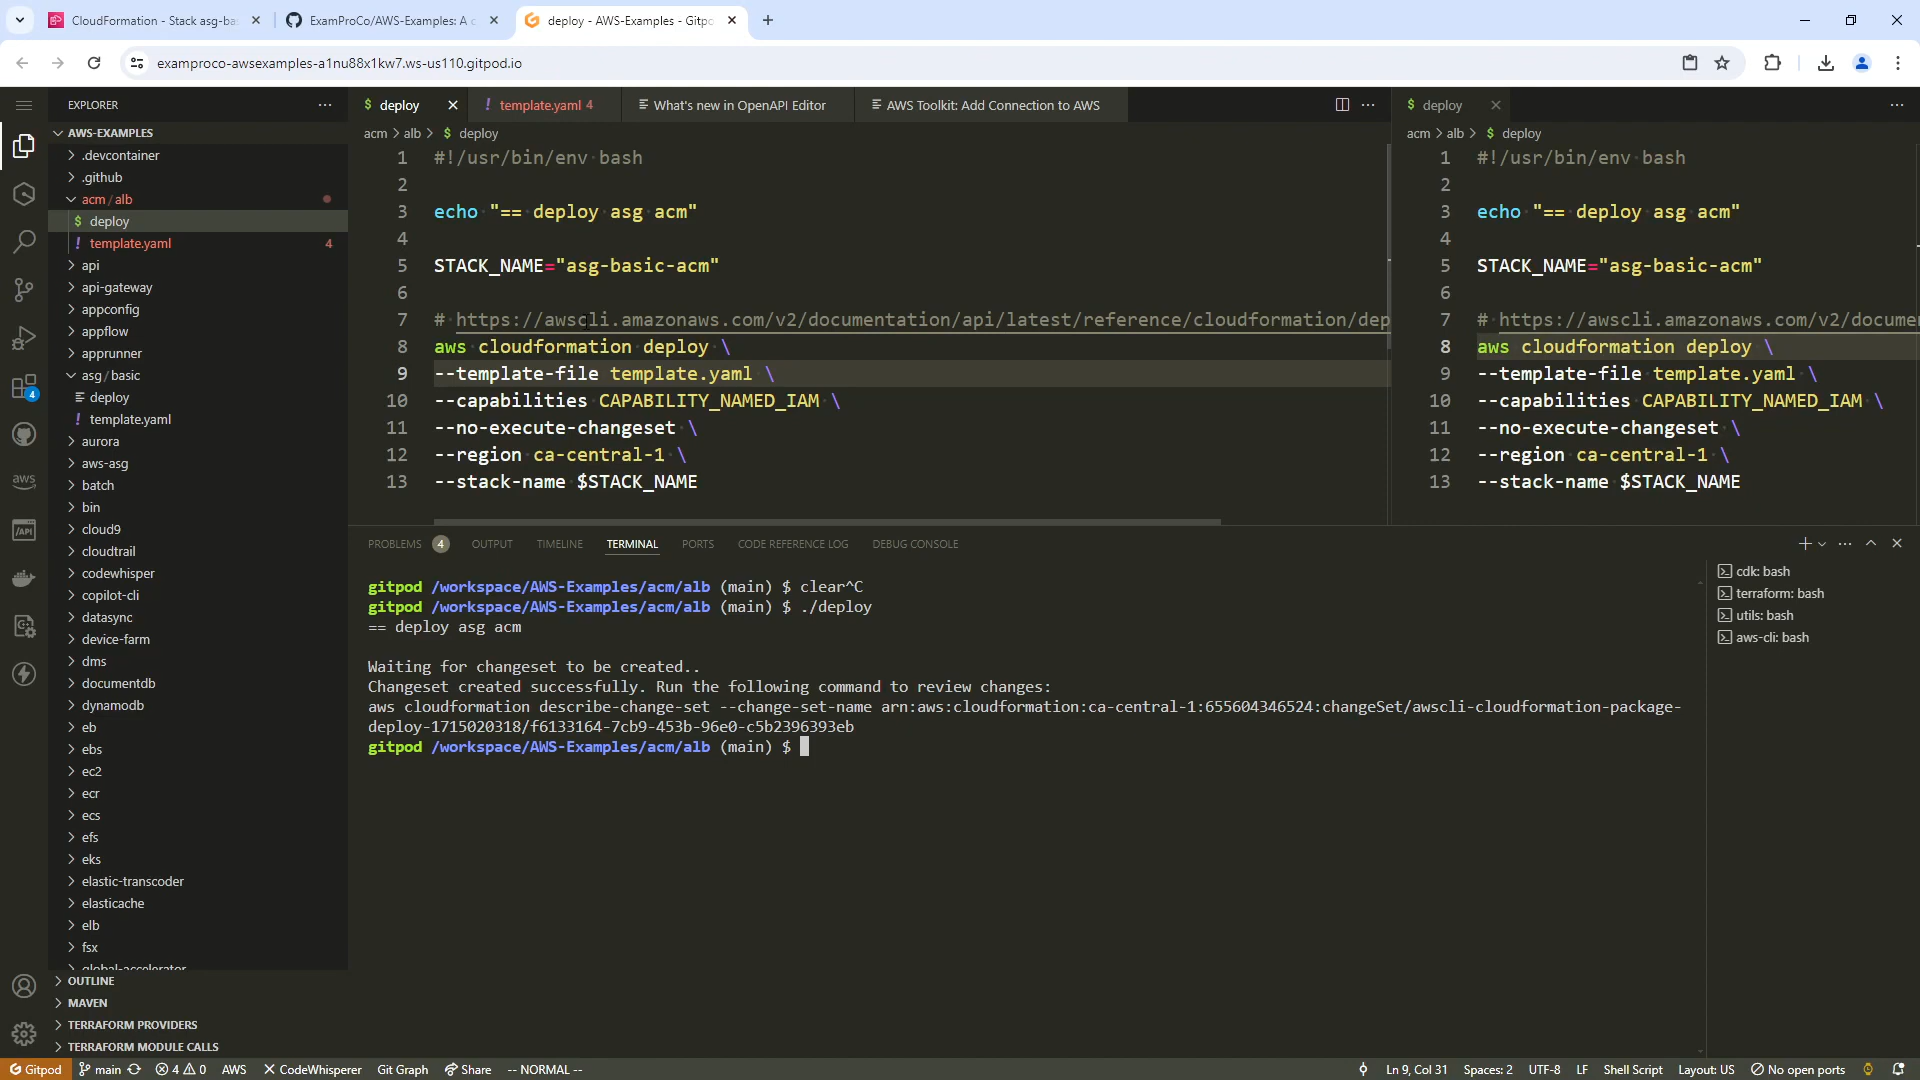 CloudFormation - Stack asg-bas
ExamProCo/AWS-Examples: A c
deploy - AWS-Examples - Gitpo
examproco-awsexamples-a1nu88x1kw7.ws-us110.gitpod.io
EXPLORER
AWS-EXAMPLES
.devcontainer
.github
acm / alb
$ deploy
! template.yaml 4
api
api-gateway
appconfig
appflow
apprunner
asg / basic
deploy
! template.yaml
aurora
aws-asg
batch
bin
cloud9
cloudtrail
codewhisper
copilot-cli
datasync
device-farm
dms
documentdb
dynamodb
eb
ebs
ec2
ecr
ecs
efs
eks
elastic-transcoder
elasticache
elb
fsx
global-accelerator
OUTLINE
MAVEN
TERRAFORM PROVIDERS
TERRAFORM MODULE CALLS
4
aws
/API
$ deploy
! template.yaml 4
What's new in OpenAPI Editor
AWS Toolkit: Add Connection to AWS
acm > alb > $ deploy
1 #!/usr/bin/env bash
2
3 echo "== deploy asg acm"
4
5 STACK_NAME="asg-basic-acm"
6
7 # https://awscli.amazonaws.com/v2/documentation/api/latest/reference/cloudformation/dep
8 aws cloudformation deploy \
9 --template-file template.yaml \
10 --capabilities CAPABILITY_NAMED_IAM \
11 --no-execute-changeset \
12 --region ca-central-1 \
13 --stack-name $STACK_NAME
$ deploy
acm > alb > $ deploy
1 #!/usr/bin/env bash
2
3 echo "== deploy asg acm"
4
5 STACK_NAME="asg-basic-acm"
6
7 # https://awscli.amazonaws.com/v2/docume
8 aws cloudformation deploy \
9 --template-file template.yaml \
10 --capabilities CAPABILITY_NAMED_IAM \
11 --no-execute-changeset \
12 --region ca-central-1 \
13 --stack-name $STACK_NAME
PROBLEMS 4 OUTPUT TIMELINE TERMINAL PORTS CODE REFERENCE LOG DEBUG CONSOLE
gitpod /workspace/AWS-Examples/acm/alb (main) $ clear^C
gitpod /workspace/AWS-Examples/acm/alb (main) $ ./deploy
== deploy asg acm
Waiting for changeset to be created..
Changeset created successfully. Run the following command to review changes:
aws cloudformation describe-change-set --change-set-name arn:aws:cloudformation:ca-central-1:655604346524:changeSet/awscli-cloudformation-package-
deploy-1715020318/f6133164-7cb9-453b-96e0-c5b2396393eb
gitpod /workspace/AWS-Examples/acm/alb (main) $
cdk: bash
terraform: bash
utils: bash
aws-cli: bash
Gitpod main 4 0 AWS CodeWhisperer Git Graph Share -- NORMAL -- Ln 9, Col 31 Spaces: 2 UTF-8 LF Shell Script Layout: US No open ports